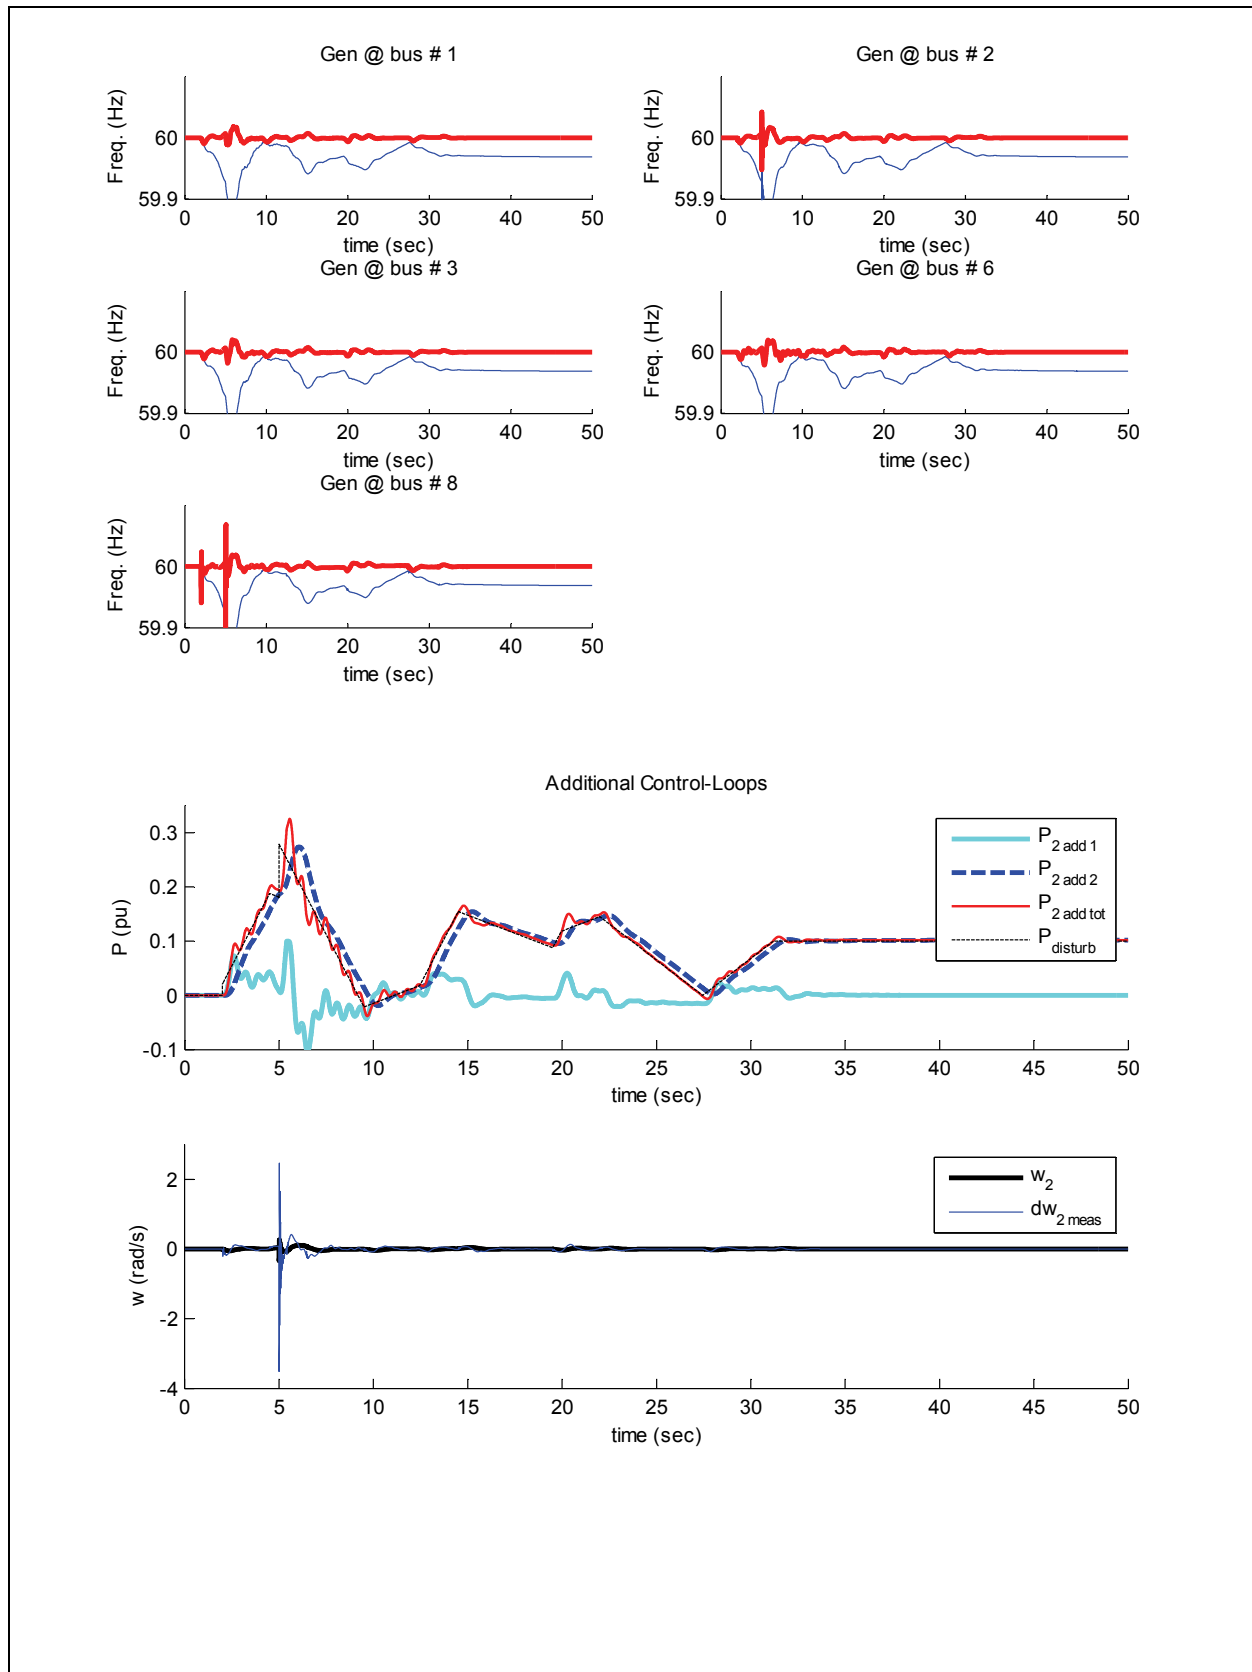 Gen @ bus # 1
Gen @ bus # 2
Freq. (Hz)
60
59.9
0 10 20 30 40 50
time (sec)
Freq. (Hz)
60
59.9
0 10 20 30 40 50
time (sec)
Gen @ bus # 3
Gen @ bus # 6
Freq. (Hz)
60
59.9
0 10 20 30 40 50
time (sec)
Freq. (Hz)
60
59.9
0 10 20 30 40 50
time (sec)
Gen @ bus # 8
Freq. (Hz)
60
59.9
0 10 20 30 40 50
time (sec)
Additional Control-Loops
P (pu)
0.3
0.2
0.1
0
-0.1
P2 add 1
P2 add 2
P2 add tot
Pdisturb
0 5 10 15 20 25 30 35 40 45 50
time (sec)
w (rad/s)
2
0
-2
-4
w2
dw2 meas
0 5 10 15 20 25 30 35 40 45 50
time (sec)